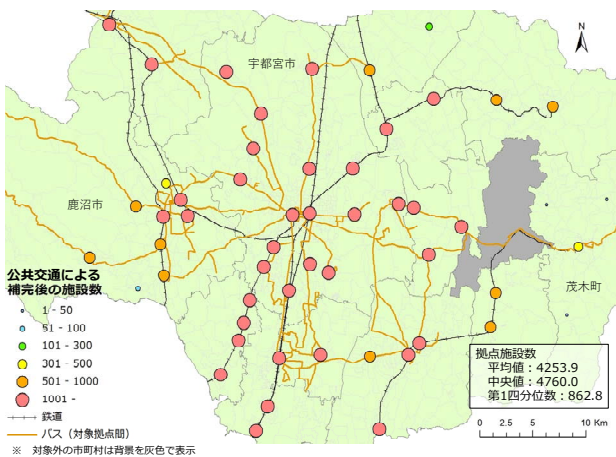 N
宇都宮市
鹿沼市
茂木町
公共交通による
補完後の施設数
1 - 50
51 - 100
101 - 300
301 - 500
501 - 1000
1001 -
鉄道
バス（対象拠点間）
※ 対象外の市町村は背景を灰色で表示
拠点施設数
平均値：4253.9
中央値：4760.0
第1四分位数：862.8
0 2.5 5 10 Km